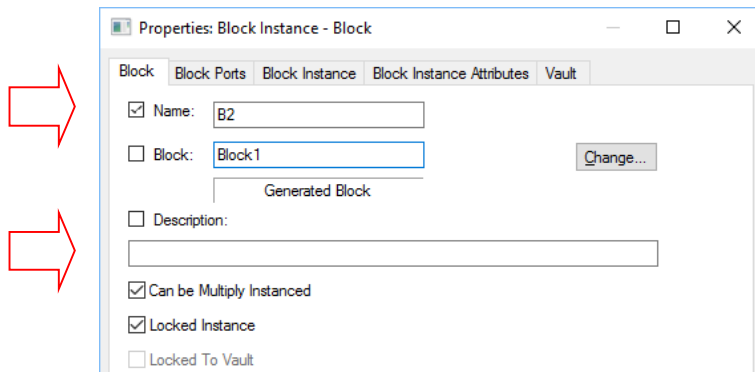 Properties: Block Instance - Block
Block Block Ports Block Instance Block Instance Attributes Vault
Name: B2
Block: Block1 Change...
Generated Block
Description:
Can be Multiply Instanced
Locked Instance
Locked To Vault